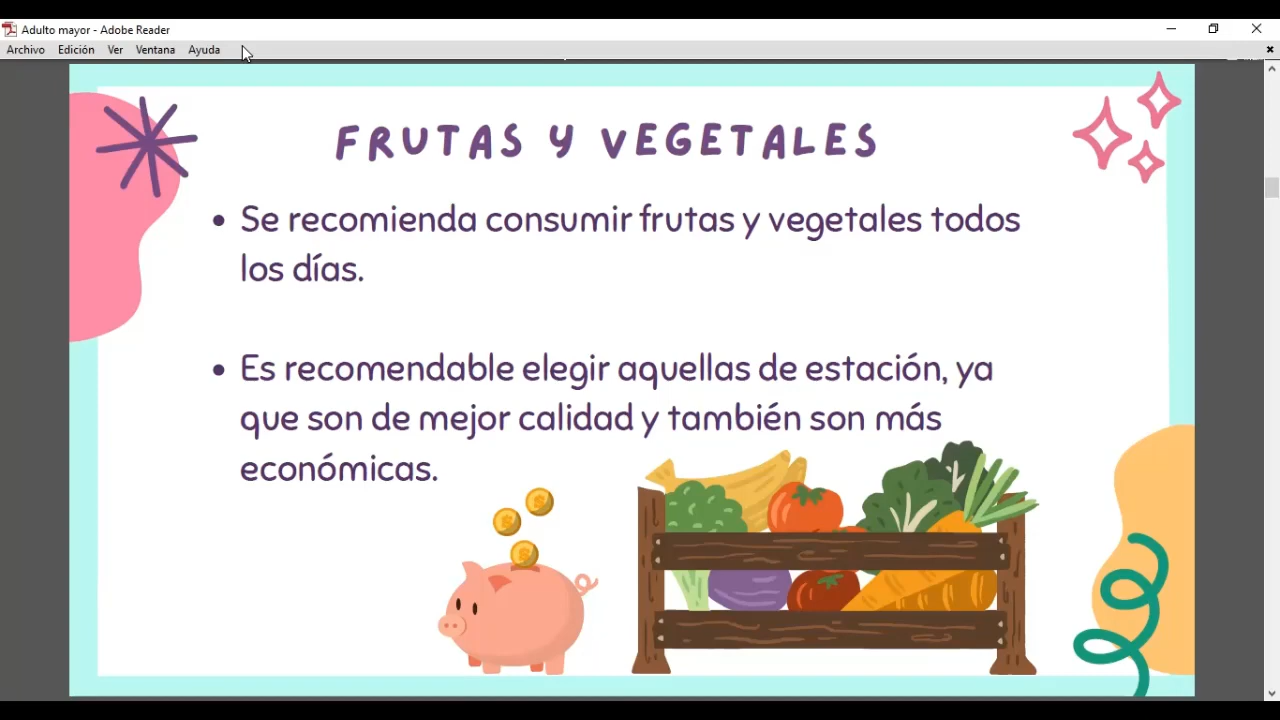 Adulto mayor - Adobe Reader
Archivo Edición Ver Ventana Ayuda
FRUTAS Y VEGETALES
• Se recomienda consumir frutas y vegetales todos
los días.
• Es recomendable elegir aquellas de estación, ya
que son de mejor calidad y también son más
económicas.